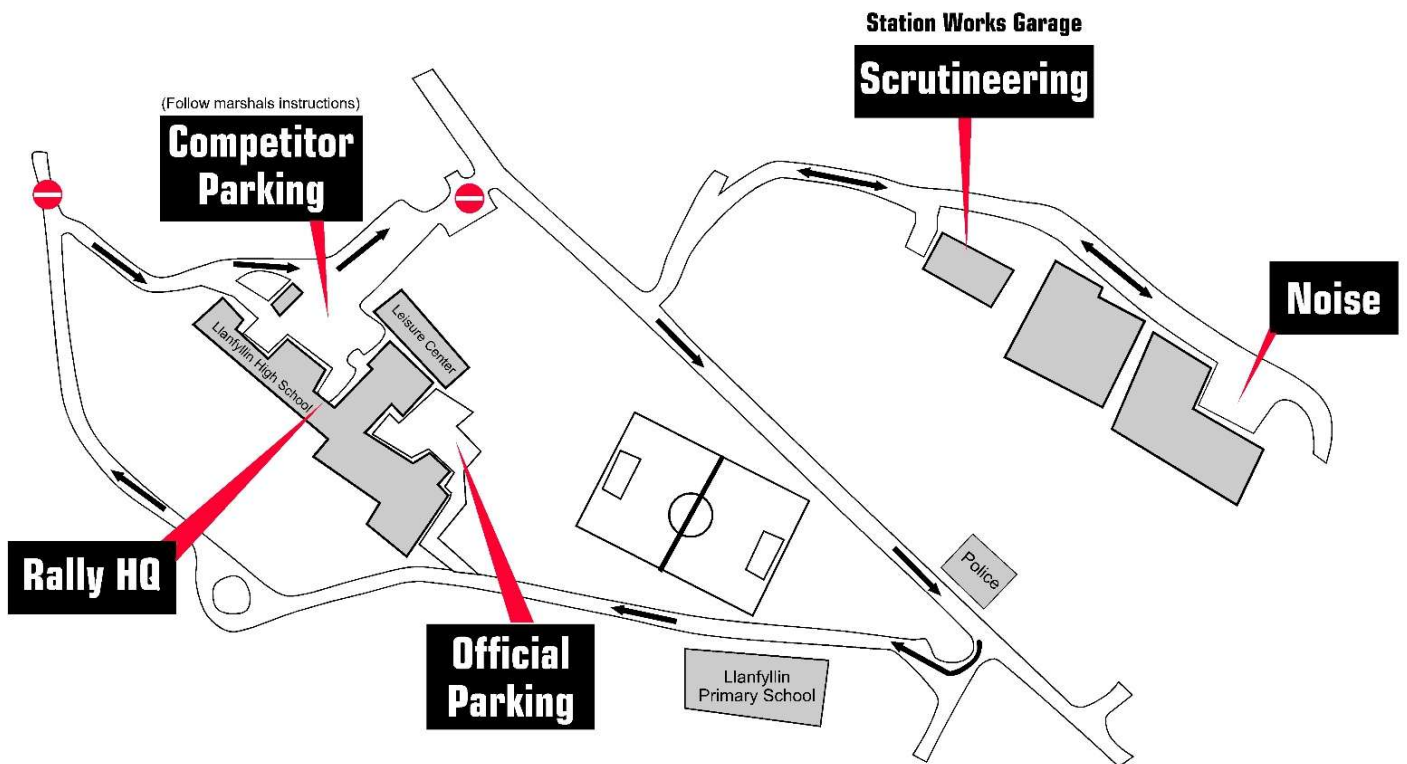 Station Works Garage
Scrutineering
(Follow marshals instructions)
Competitor
Parking
Noise
Leisure Center
Llanfyllin High School
Rally HQ
Police
Official
Parking
Llanfyllin
Primary School